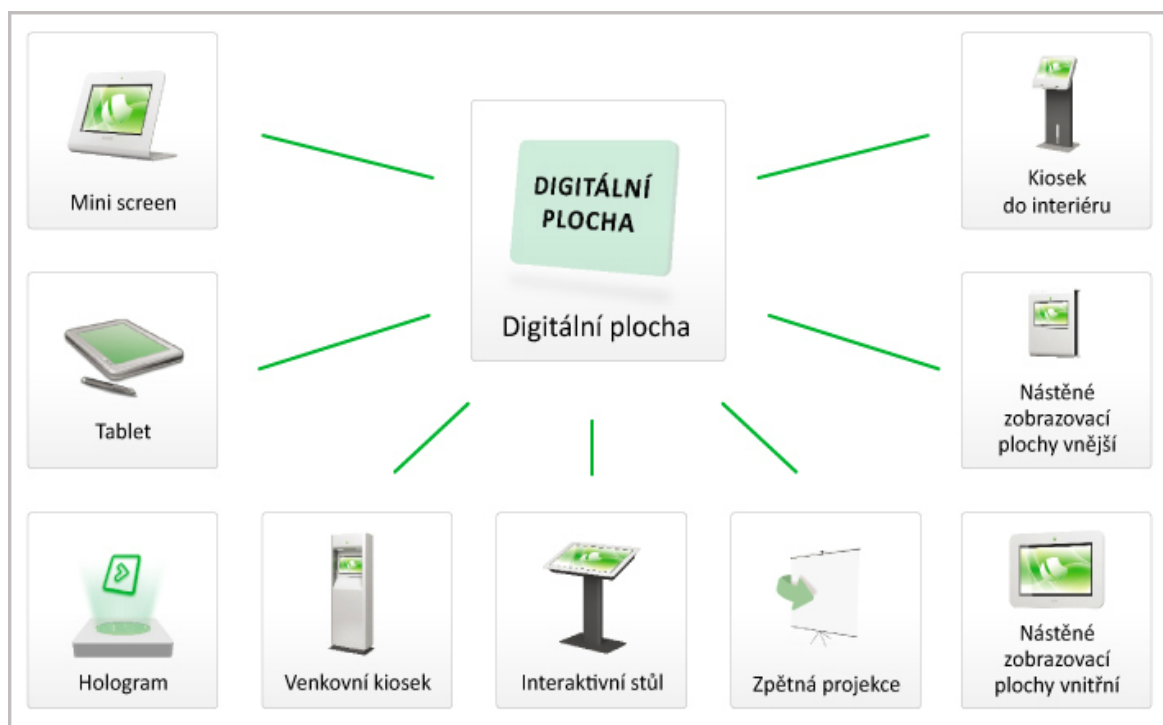 Mini screen
DIGITÁLNÍ
PLOCHA
Digitální plocha
Kiosek
do interiéru
Tablet
Nástěné
zobrazovací
plochy vnější
Hologram
Venkovní kiosek
Interaktivní stůl
Zpětná projekce
Nástěné
zobrazovací
plochy vnitřní